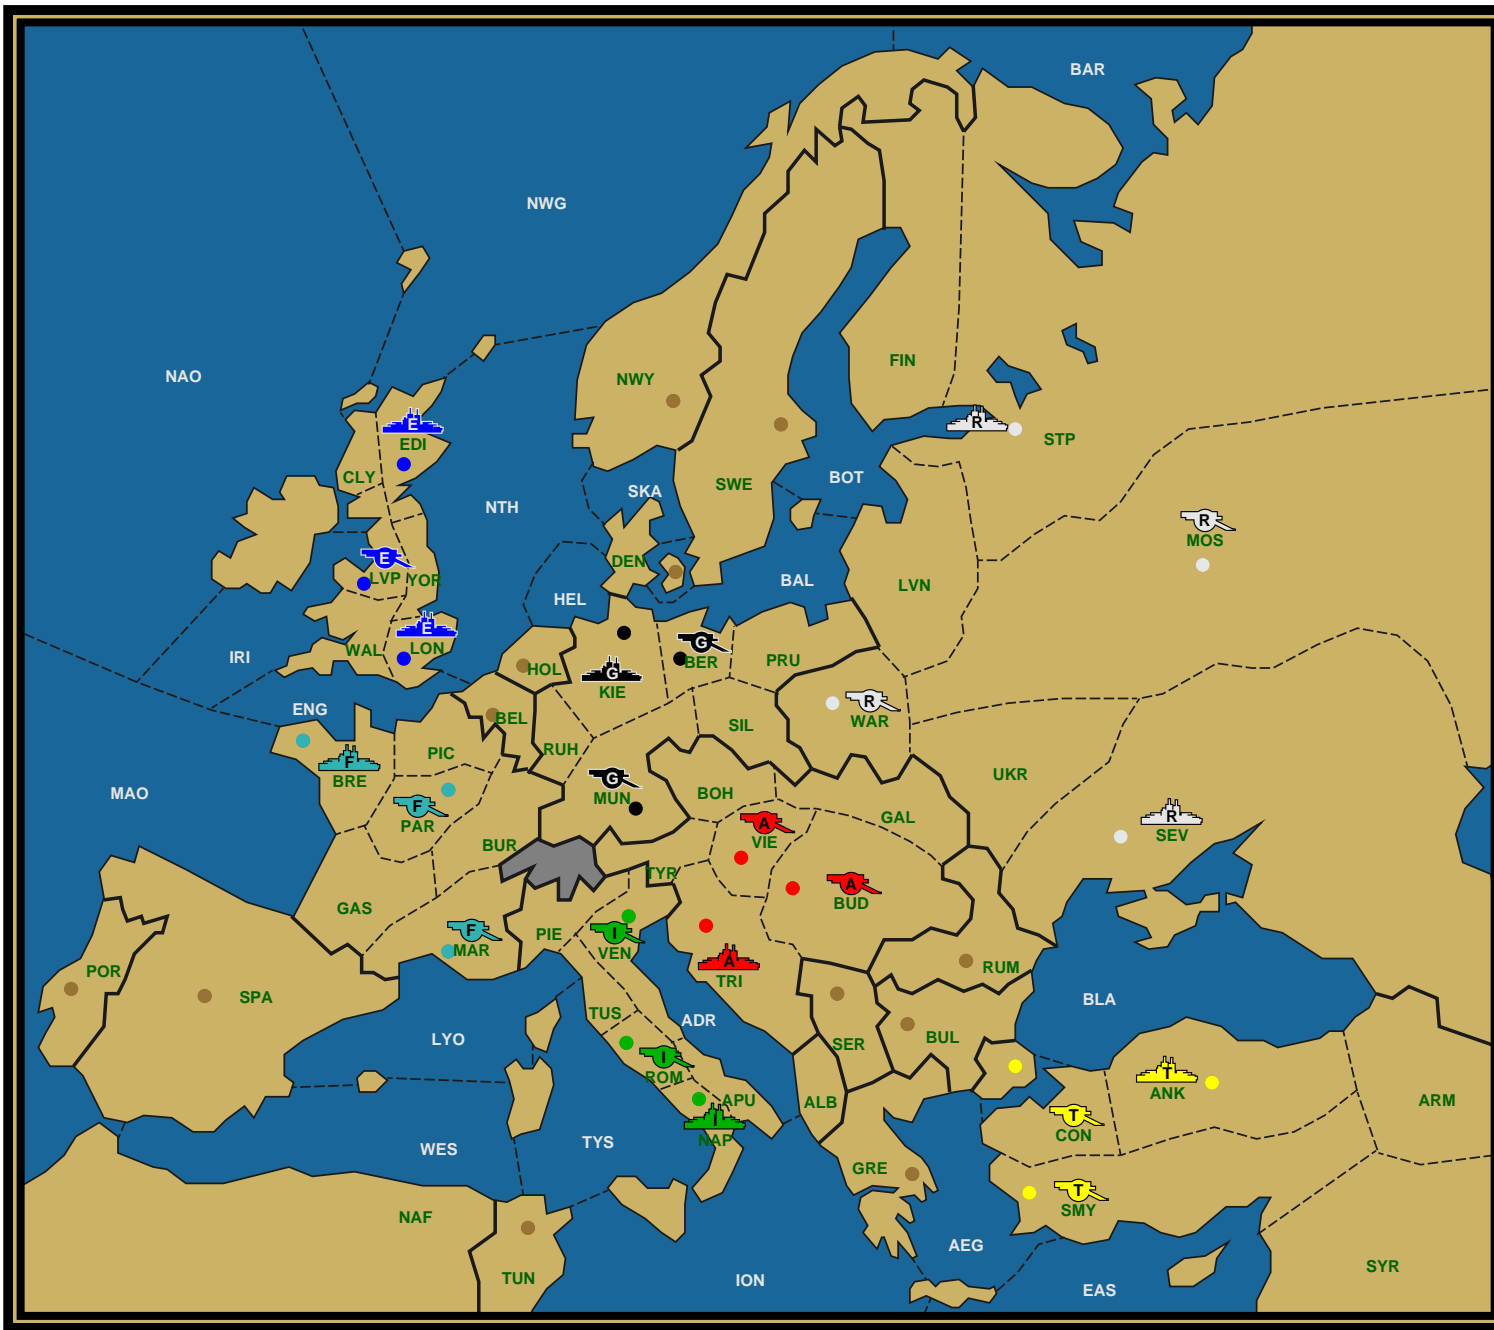 BAR
NWG
NAO
FIN
NWY
E
EDI
R
STP
CLY
SWE
BOT
SKA
NTH
R
MOS
E
LVP
YOR
DEN
BAL
LVN
HEL
E
LON
WAL
IRI
HOL
G
KIE
G
BER
PRU
R
WAR
ENG
BEL
SIL
PIC
RUH
F
BRE
G
MUN
BOH
UKR
MAO
F
PAR
A
VIE
GAL
R
SEV
BUR
TYR
A
BUD
GAS
F
MAR
PIE
I
VEN
A
TRI
RUM
POR
SPA
BLA
TUS
ADR
LYO
SER
BUL
I
ROM
T
ANK
APU
ALB
ARM
I
NAP
T
CON
TYS
WES
GRE
T
SMY
NAF
AEG
SYR
TUN
ION
EAS